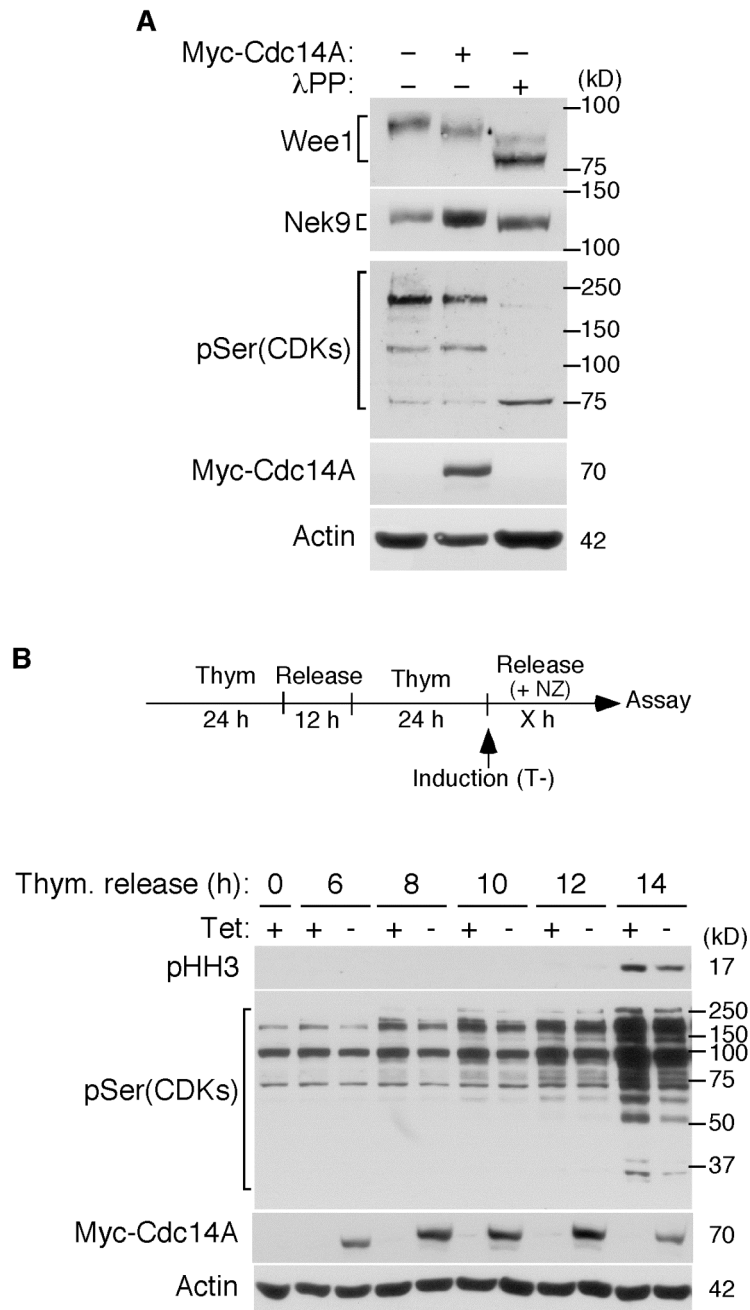 A
Myc-Cdc14A: – + –
λPP: – – + (kD)
Wee1 100 75
Nek9 150 100
pSer(CDKs) 250 150 100 75
Myc-Cdc14A 70
Actin 42
B
Thym Release Thym Release (+ NZ) Assay
24 h 12 h 24 h X h
Induction (T-)
Thym. release (h): 0 6 8 10 12 14
Tet: + + - + - + - + - + - (kD)
pHH3 17
pSer(CDKs) 250 150 100 75 50 37
Myc-Cdc14A 70
Actin 42